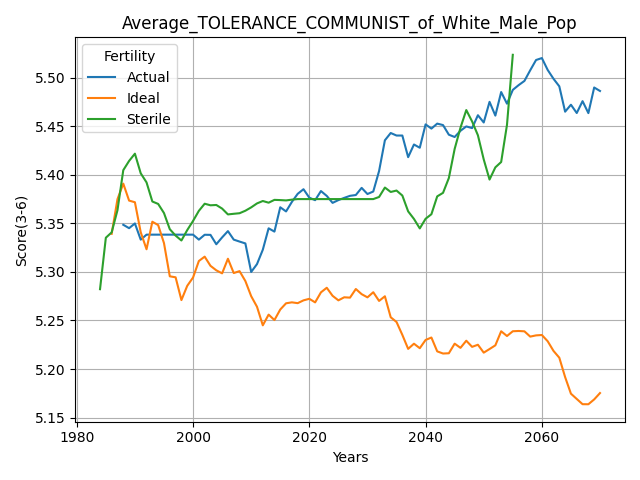 Average_TOLERANCE_COMMUNIST_of_White_Male_Pop
Fertility
Actual
Ideal
Sterile
Score(3-6)
5.50
5.45
5.40
5.35
5.30
5.25
5.20
5.15
1980 2000 2020 2040 2060
Years